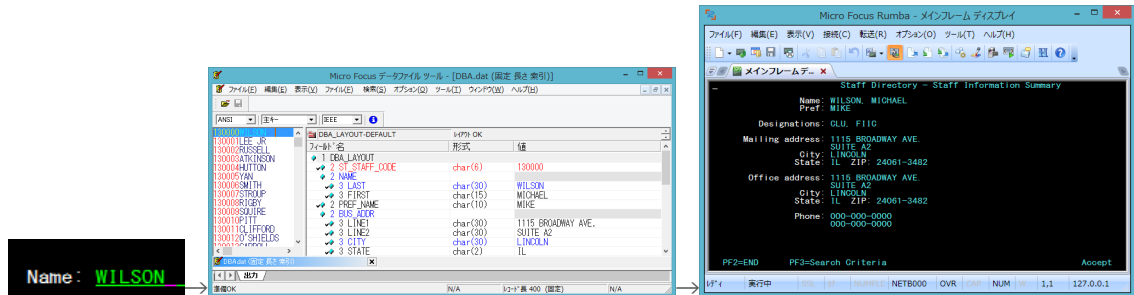 Name: WILSON
Micro Focus データファイル ツール - [DBA.dat (固定 長さ 索引)]
ファイル(F) 編集(E) 表示(V) ファイル(E) 検索(S) オプション(O) ツール(T) ウィンドウ(W) ヘルプ(H)
ANSI 主キー IEEE
130000WILSON
130001LEE JR
130002RUSSELL
130003ATKINSON
130004HUTTON
130005YAN
130006SMITH
130007STROUP
130008RIGBY
130009SQUIRE
130010PITT
130011CLIFFORD
130012O'SHIELDS
DBA_LAYOUT-DEFAULT レイアウト OK
フィールド名 形式 値
1 DBA_LAYOUT
2 ST_STAFF_CODE char(6) 130000
2 NAME
3 LAST char(30) WILSON
3 FIRST char(15) MICHAEL
2 PREF_NAME char(10) MIKE
2 BUS_ADDR
3 LINE1 char(30) 1115 BROADWAY AVE.
3 LINE2 char(30) SUITE A2
3 CITY char(30) LINCOLN
3 STATE char(2) IL
DBA.dat (固定 長さ 索引)
出力
準備OK N/A レコード長 400 (固定) N/A
Micro Focus Rumba - メインフレーム ディスプレイ
ファイル(F) 編集(E) 表示(V) 接続(C) 転送(R) オプション(O) ツール(T) ヘルプ(H)
メインフレームデ...
Staff Directory - Staff Information Summary
Name: WILSON, MICHAEL
Pref: MIKE
Designations: CLU, FIIC
Mailing address: 1115 BROADWAY AVE.
SUITE A2
City: LINCOLN
State: IL ZIP: 24061-3482
Office address: 1115 BROADWAY AVE.
SUITE A2
City: LINCOLN
State: IL ZIP: 24061-3482
Phone: 000-000-0000
000-000-0000
PF2=END PF3=Search Criteria Accept
レディ 実行中 NUMFLD NETB000 OVR CAP NUM 1,1 127.0.0.1